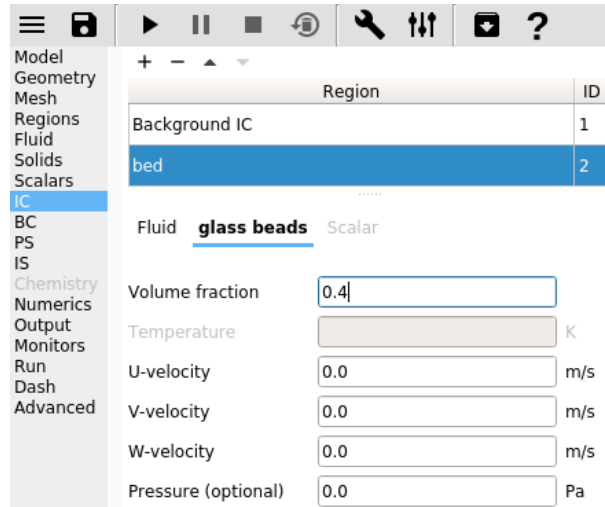 ?
Model
Geometry
Mesh
Regions
Fluid
Solids
Scalars
IC
BC
PS
IS
Chemistry
Numerics
Output
Monitors
Run
Dash
Advanced
Region ID
Background IC 1
bed 2
Fluid glass beads Scalar
Volume fraction 0.4
Temperature K
U-velocity 0.0 m/s
V-velocity 0.0 m/s
W-velocity 0.0 m/s
Pressure (optional) 0.0 Pa